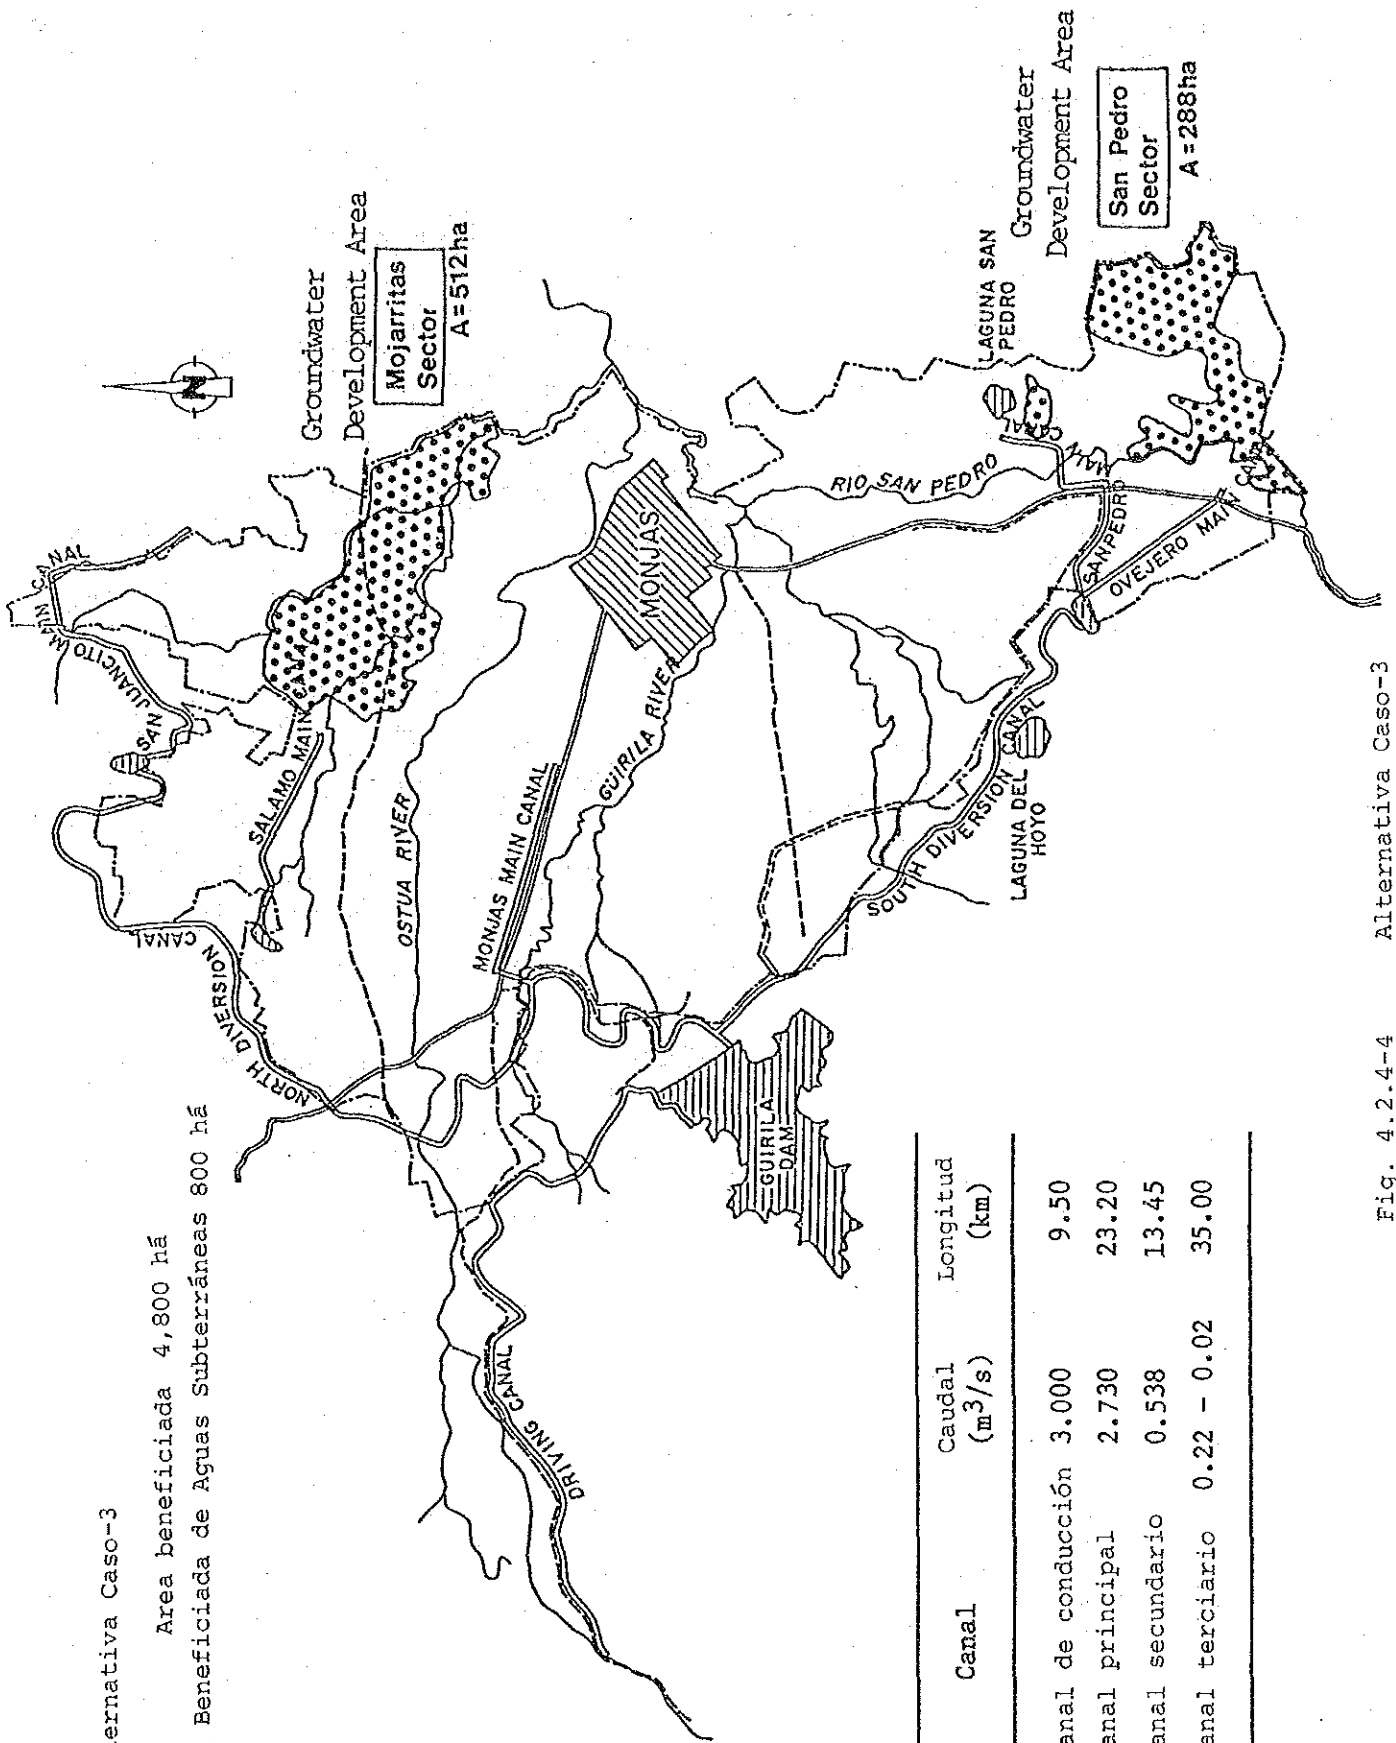 ernativa Caso-3
Area beneficiada 4,800 há
Beneficiada de Aguas Subterráneas 800 há
Groundwater
Development Area
Mojarritas
Sector
A=512ha
N
MAIN CANAL
SAN JUANCITO
SALAMO MAIN CANAL
NORTH DIVERSION CANAL
OSTUA RIVER
MONJAS MAIN CANAL
MONJAS
GÜIRILA RIVER
DRIVING CANAL
GUIRILA
DAM
SOUTH DIVERSION CANAL
LAGUNA DEL
HOYO
RIO SAN PEDRO
LAGUNA SAN
PEDRO
SANPEDRO MAIN CANAL
OVEJERO MAIN CANAL
Groundwater
Development Area
San Pedro
Sector
A=288ha
Canal Caudal Longitud
(m³/s) (km)
anal de conducción 3.000 9.50
anal principal 2.730 23.20
anal secundario 0.538 13.45
anal terciario 0.22 - 0.02 35.00
Fig. 4.2.4-4 Alternativa Caso-3